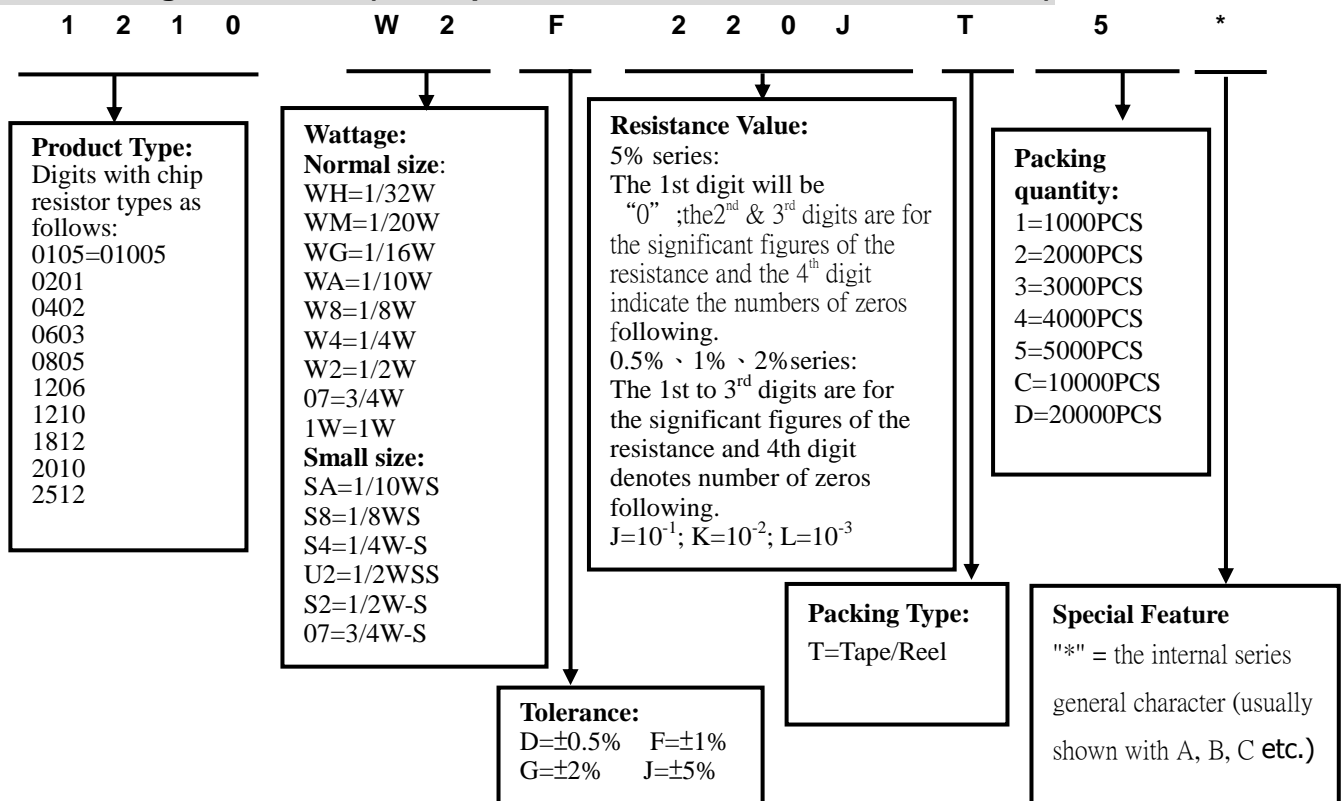 1 2 1 0 W 2 F 2 2 0 J T 5 *
Product Type:
Digits with chip
resistor types as
follows:
0105=01005
0201
0402
0603
0805
1206
1210
1812
2010
2512
Wattage:
Normal size:
WH=1/32W
WM=1/20W
WG=1/16W
WA=1/10W
W8=1/8W
W4=1/4W
W2=1/2W
07=3/4W
1W=1W
Small size:
SA=1/10WS
S8=1/8WS
S4=1/4W-S
U2=1/2WSS
S2=1/2W-S
07=3/4W-S
Tolerance:
D=±0.5% F=±1%
G=±2% J=±5%
Resistance Value:
5% series:
The 1st digit will be
“0” ;the2nd & 3rd digits are for
the significant figures of the
resistance and the 4th digit
indicate the numbers of zeros
following.
0.5%、1%、2%series:
The 1st to 3rd digits are for
the significant figures of the
resistance and 4th digit
denotes number of zeros
following.
J=10-1; K=10-2; L=10-3
Packing Type:
T=Tape/Reel
Packing
quantity:
1=1000PCS
2=2000PCS
3=3000PCS
4=4000PCS
5=5000PCS
C=10000PCS
D=20000PCS
Special Feature
"*" = the internal series
general character (usually
shown with A, B, C etc.)